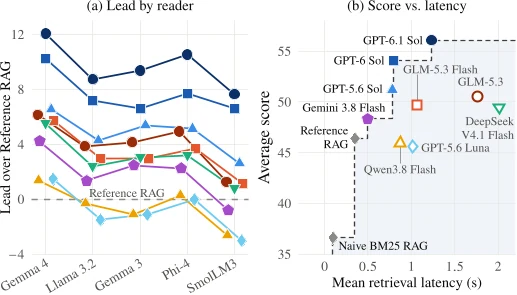 (a) Lead by reader
Lead over Reference RAG
12
8
4
0
−4
Reference RAG
Gemma 4
Llama 3.2
Gemma 3
Phi-4
SmolLM3
(b) Score vs. latency
Average score
55
50
45
40
35
GPT-6.1 Sol
GPT-6 Sol
GLM-5.3 Flash
GPT-5.6 Sol
GLM-5.3
Gemini 3.8 Flash
DeepSeek
V4.1 Flash
Reference
RAG
GPT-5.6 Luna
Qwen3.8 Flash
Naive BM25 RAG
0
0.5
1
1.5
2
Mean retrieval latency (s)